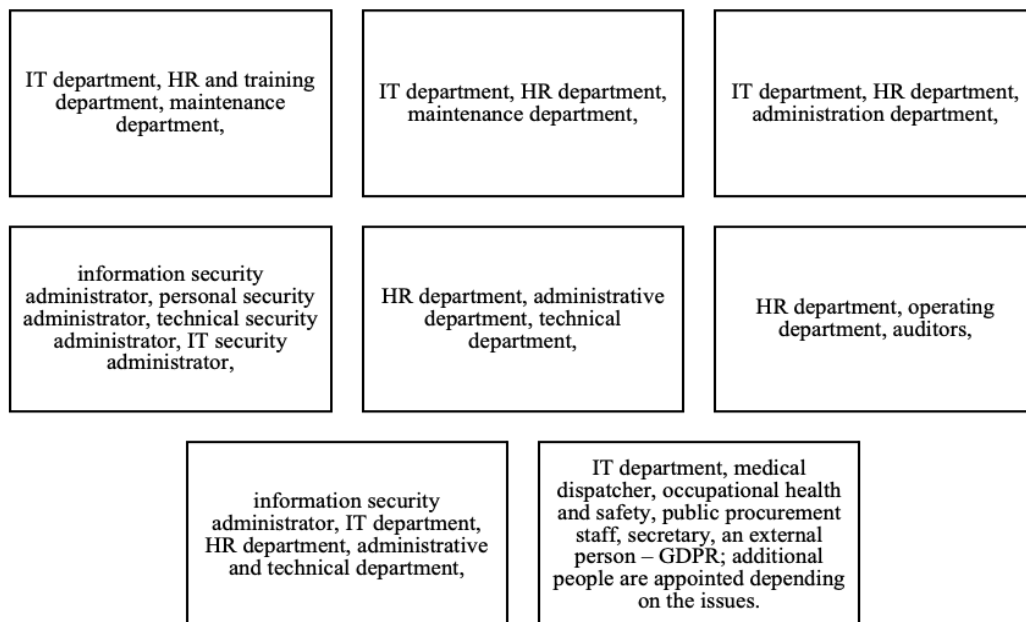 IT department, HR and training
department, maintenance
department,
IT department, HR department,
maintenance department,
IT department, HR department,
administration department,
information security
administrator, personal security
administrator, technical security
administrator, IT security
administrator,
HR department, administrative
department, technical
department,
HR department, operating
department, auditors,
information security
administrator, IT department,
HR department, administrative
and technical department,
IT department, medical
dispatcher, occupational health
and safety, public procurement
staff, secretary, an external
person – GDPR; additional
people are appointed depending
on the issues.